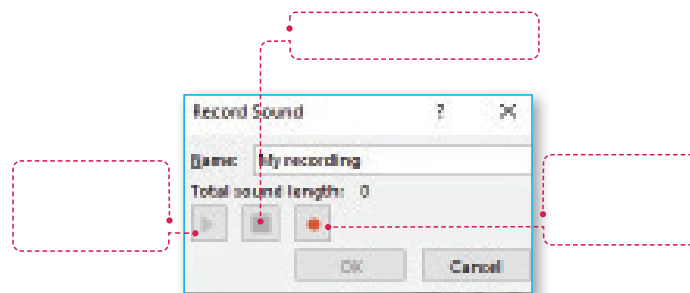 Record Sound ? ×
Name: My recording
Total sound length: 0
OK Cancel